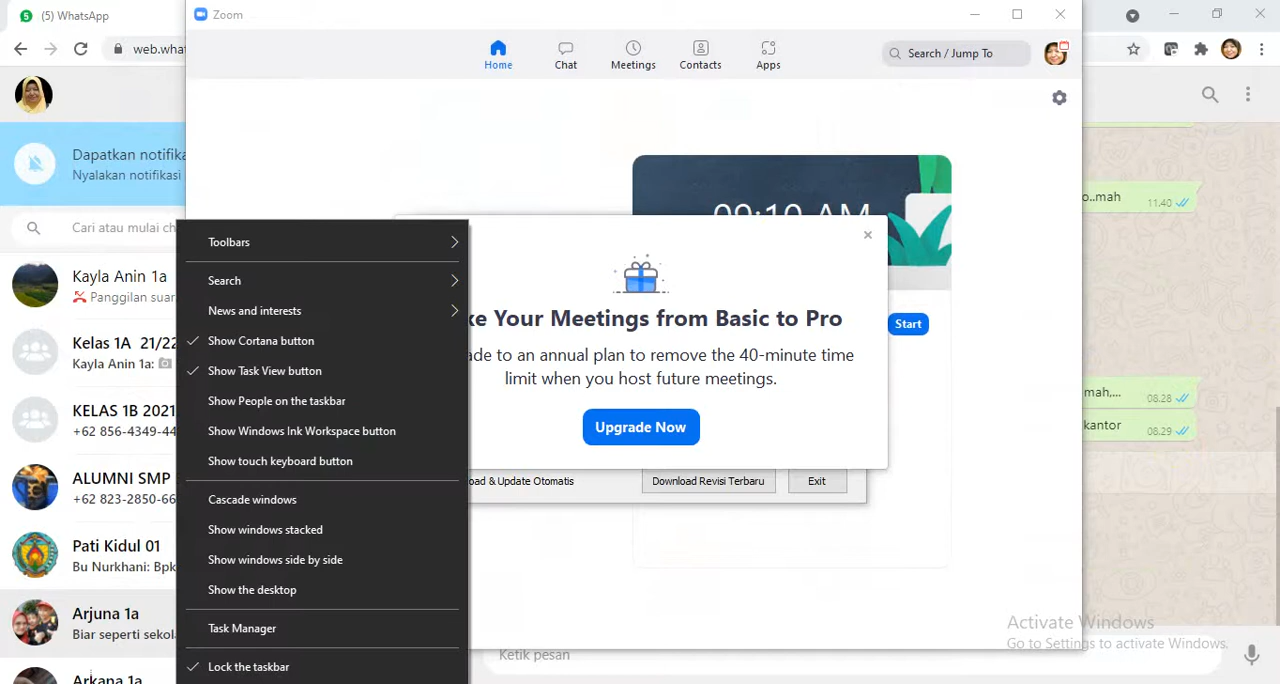 (5) WhatsApp
Zoom
web.wha
Home
Chat
Meetings
Contacts
Apps
Search / Jump To
Dapatkan notifika
Nyalakan notifikasi
Cari atau mulai ch
Kayla Anin 1a
Panggilan suar
Kelas 1A 21/22
Kayla Anin 1a:
KELAS 1B 2021
+62 856-4349-44
ALUMNI SMP
+62 823-2850-66
Pati Kidul 01
Bu Nurkhani: Bpk
Arjuna 1a
Biar seperti sekol
Arkana 1a
Toolbars
Search
News and interests
Show Cortana button
Show Task View button
Show People on the taskbar
Show Windows Ink Workspace button
Show touch keyboard button
Cascade windows
Show windows stacked
Show windows side by side
Show the desktop
Task Manager
Lock the taskbar
09:10 AM
ke Your Meetings from Basic to Pro
ade to an annual plan to remove the 40-minute time
limit when you host future meetings.
Upgrade Now
Start
oad & Update Otomatis
Download Revisi Terbaru
Exit
o..mah
11.40
mah,...
08.28
kantor
08.29
Activate Windows
Go to Settings to activate Windows.
Ketik pesan